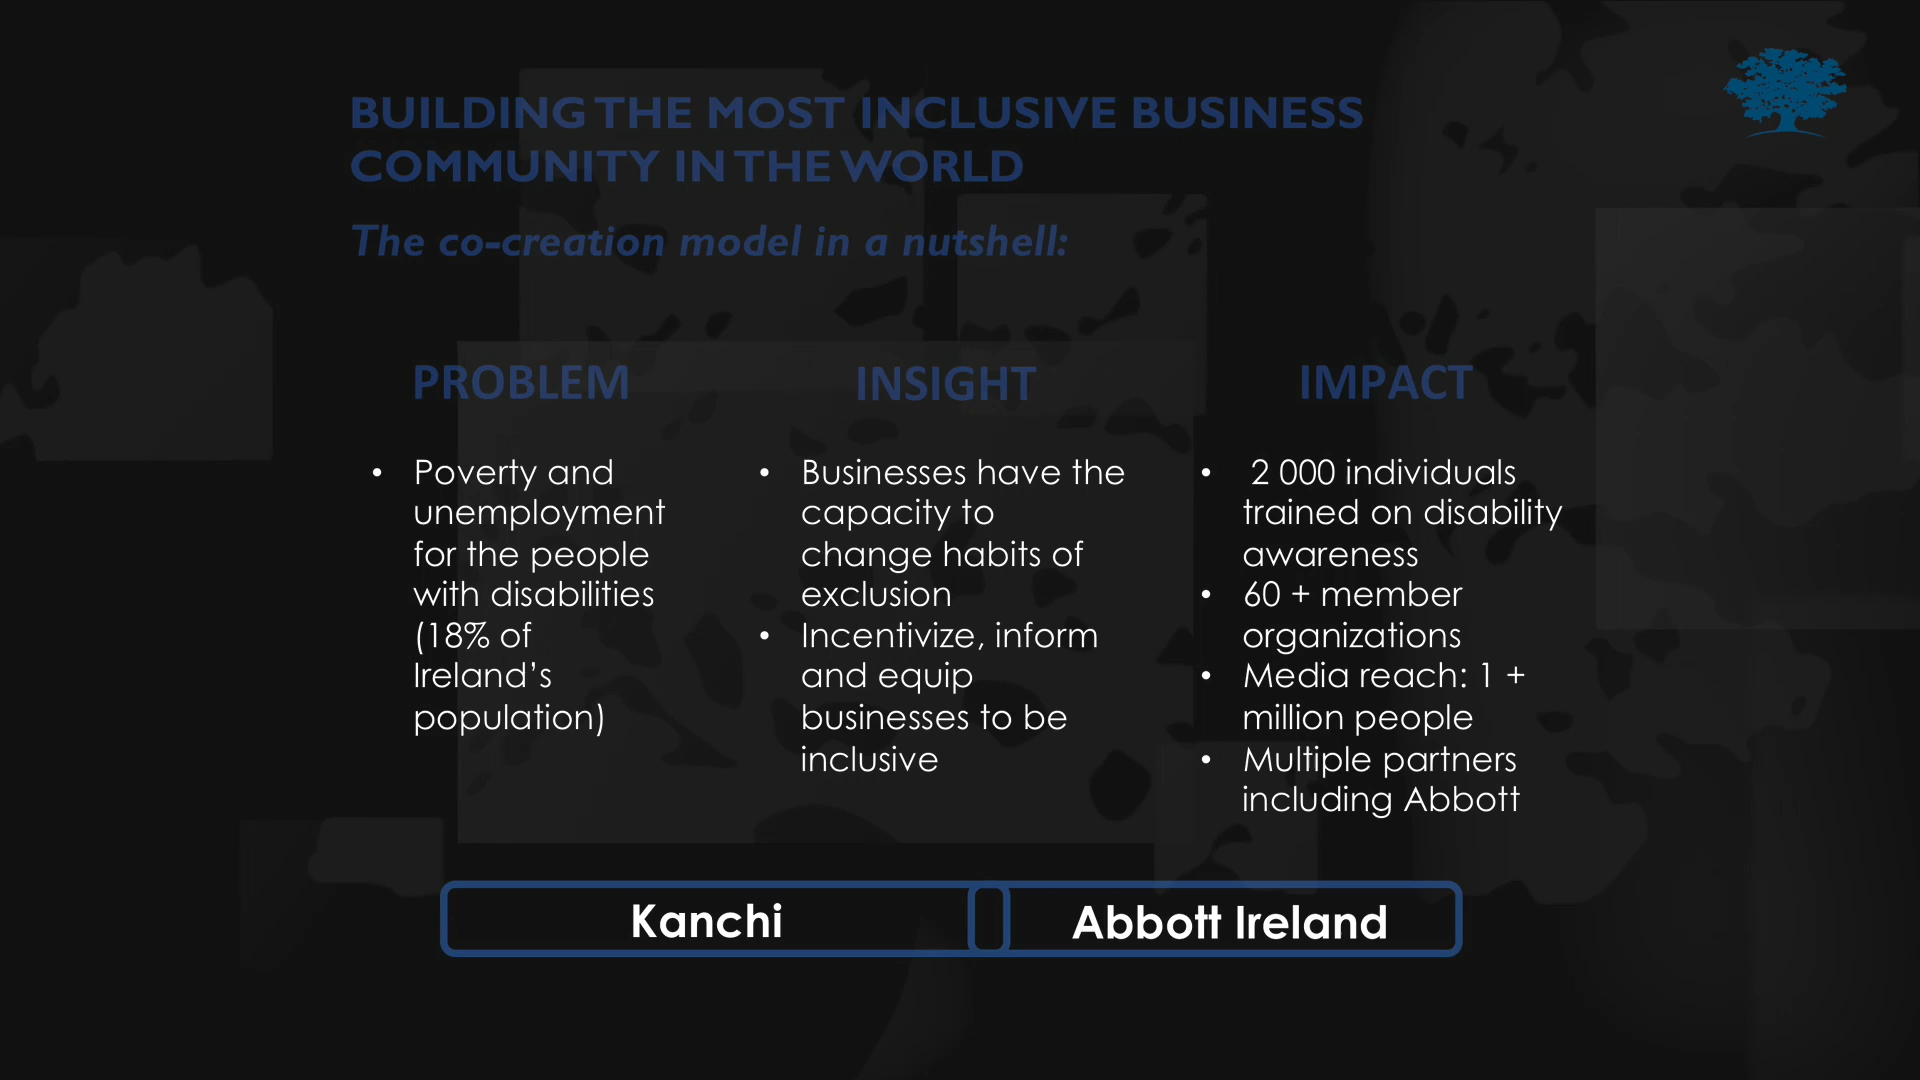 BUILDING THE MOST INCLUSIVE BUSINESS
COMMUNITY IN THE WORLD
The co-creation model in a nutshell:
PROBLEM
• Poverty and
unemployment
for the people
with disabilities
(18% of
Ireland’s
population)
INSIGHT
• Businesses have the
capacity to
change habits of
exclusion
• Incentivize, inform
and equip
businesses to be
inclusive
IMPACT
• 2 000 individuals
trained on disability
awareness
• 60 + member
organizations
• Media reach: 1 +
million people
• Multiple partners
including Abbott
Kanchi
Abbott Ireland